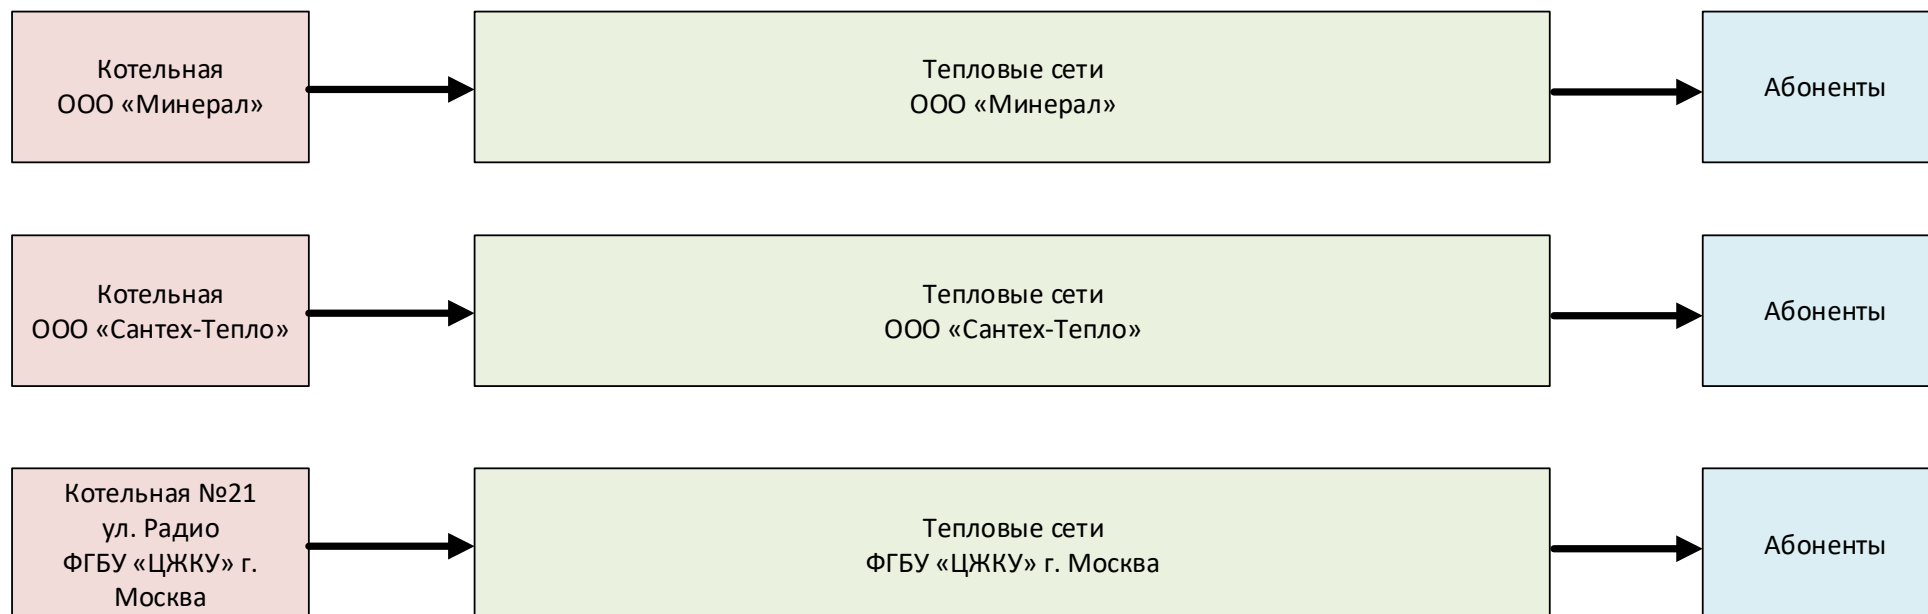 Котельная
ООО «Минерал»
Тепловые сети
ООО «Минерал»
Абоненты
Котельная
ООО «Сантех-Тепло»
Тепловые сети
ООО «Сантех-Тепло»
Абоненты
Котельная №21
ул. Радио
ФГБУ «ЦЖКУ» г.
Москва
Тепловые сети
ФГБУ «ЦЖКУ» г. Москва
Абоненты